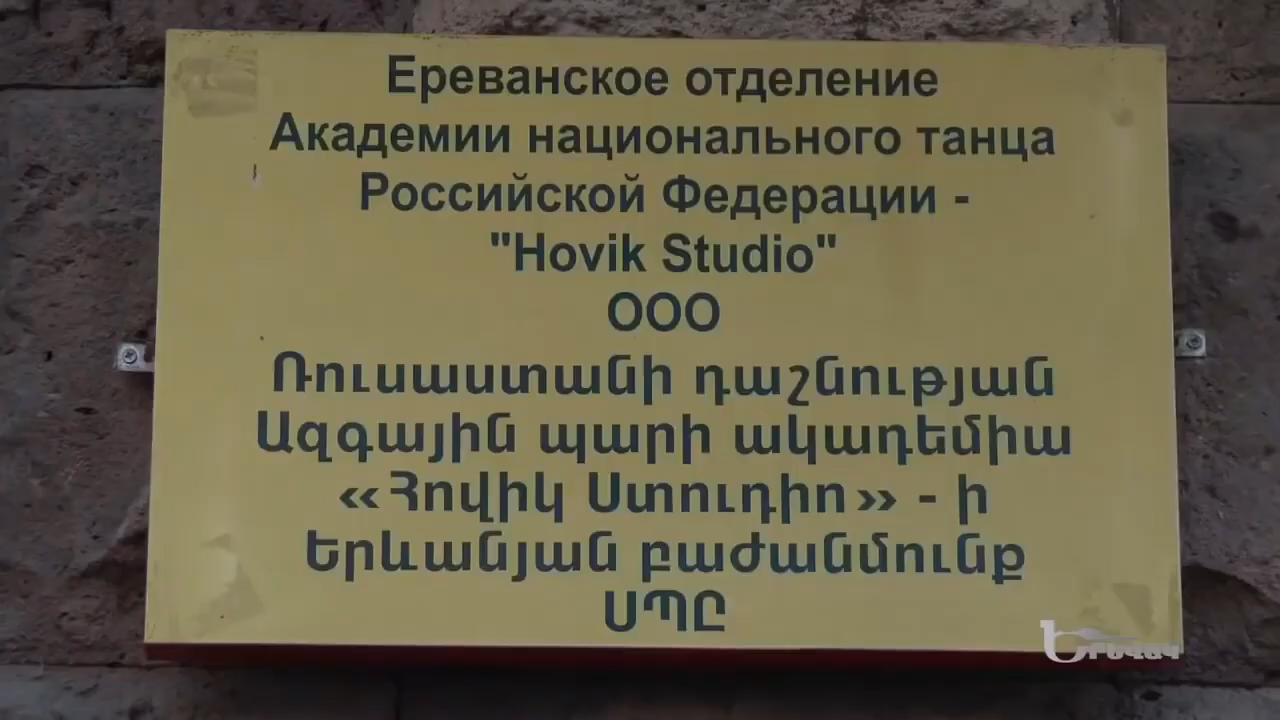 Ереванское отделение
Академии национального танца
Российской Федерации -
"Hovik Studio"
ООО
Ռուսաստանի դաշնության
Ազգային պարի ակադեմիա
«Հովիկ Ստուդիո» - ի
Երևանյան բաժանմունք
ՍՊԸ
ԵՐԵՎԱԿ